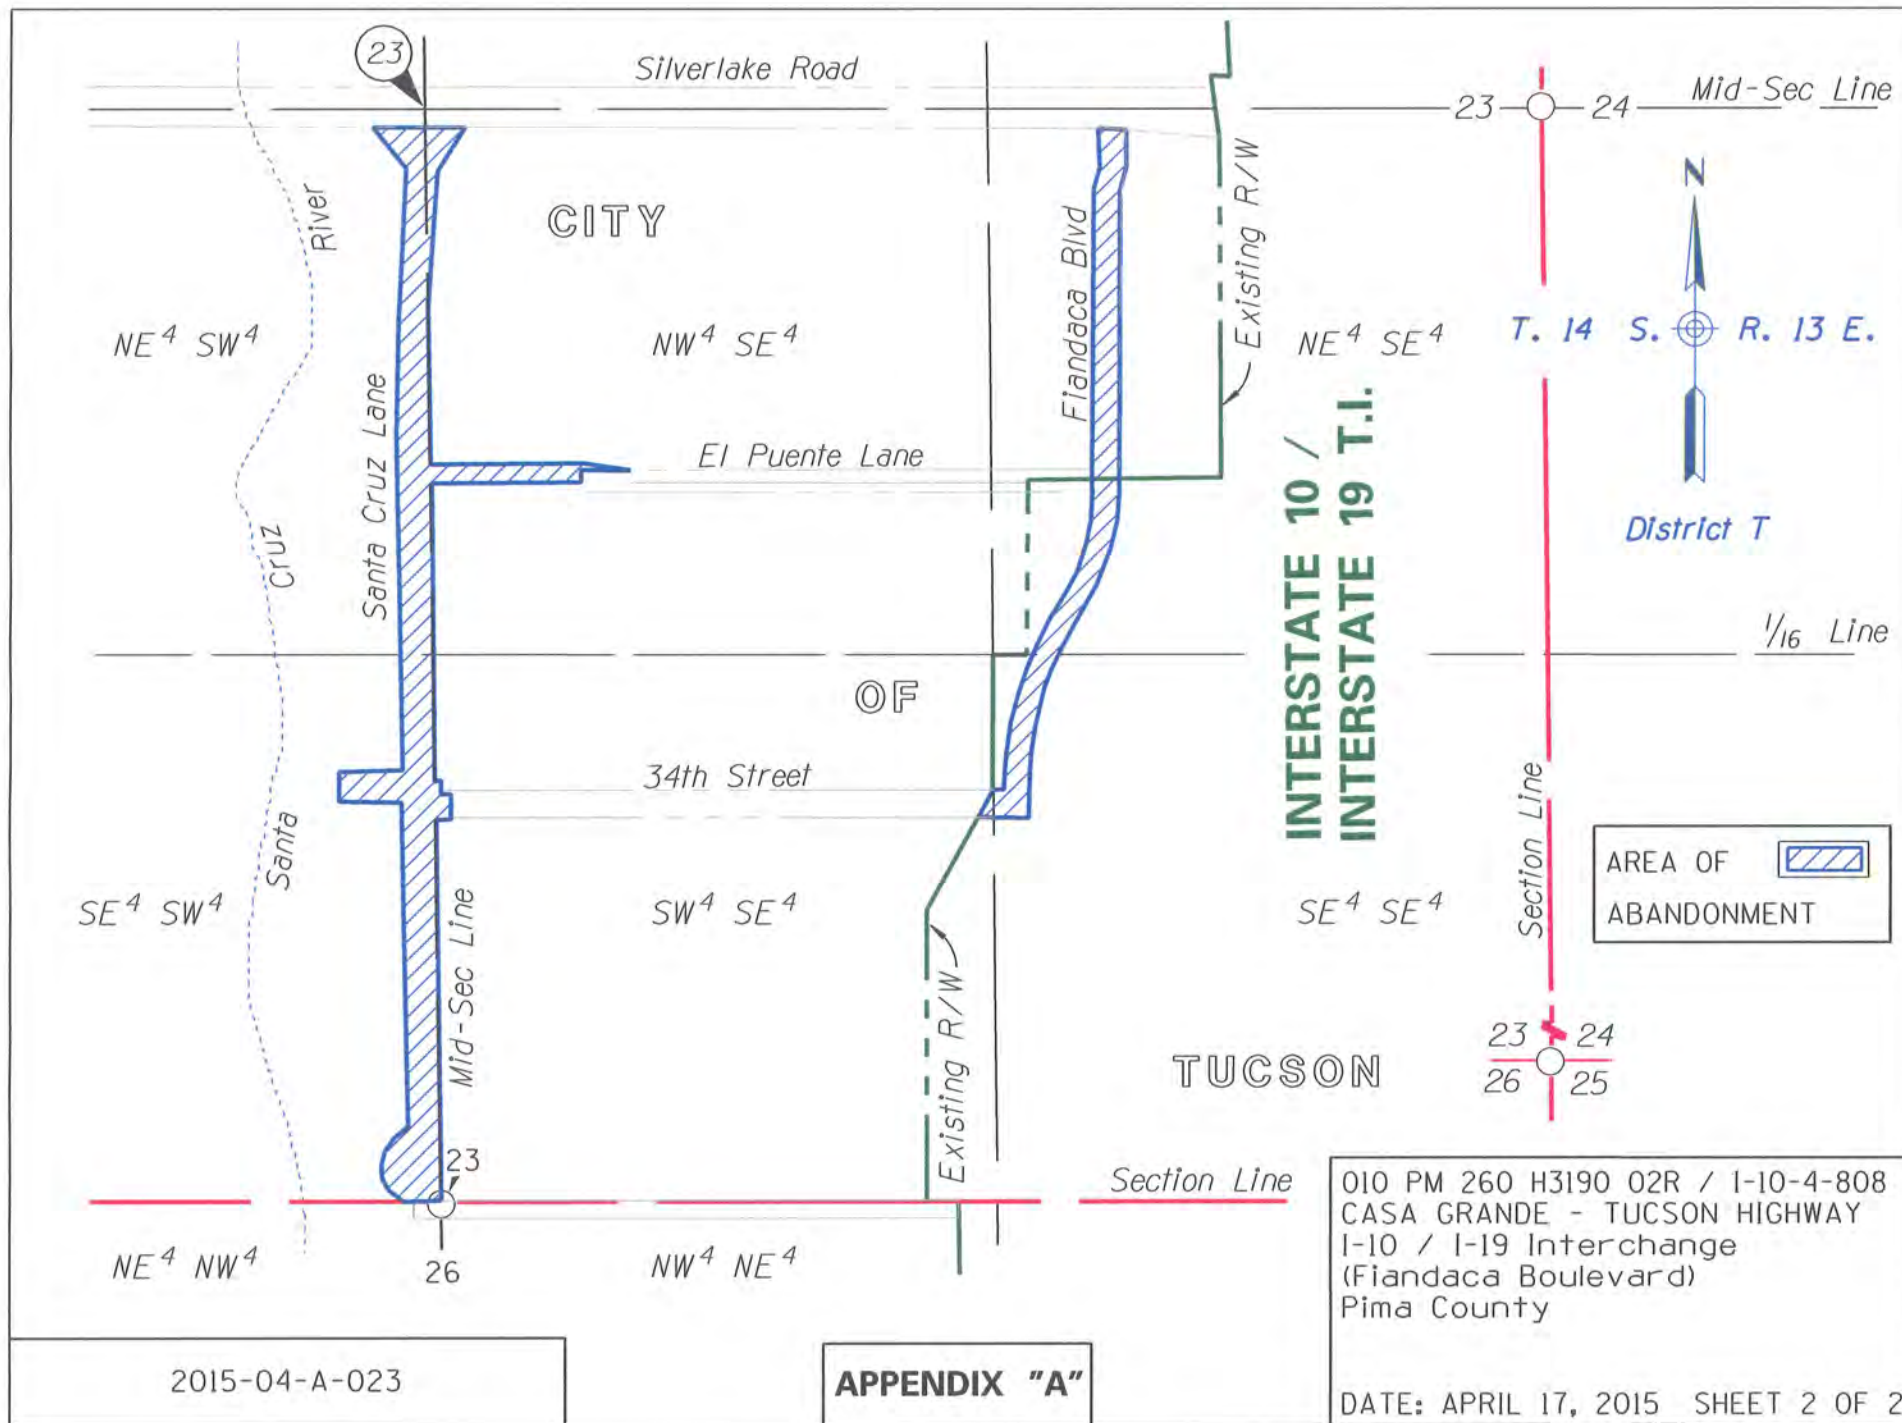 23
Silverlake Road
23
24
Mid-Sec Line
N
River
CITY
Fiandaca Blvd
Existing R/W
NE⁴ SW⁴
NW⁴ SE⁴
NE⁴ SE⁴
T. 14 S. R. 13 E.
Santa Cruz Lane
El Puente Lane
INTERSTATE 10 /
INTERSTATE 19 T.I.
District T
Cruz
1/16 Line
OF
34th Street
Section Line
Santa
AREA OF
ABANDONMENT
SE⁴ SW⁴
SW⁴ SE⁴
SE⁴ SE⁴
Mid-Sec Line
Existing R/W
23
24
26
25
TUCSON
23
Section Line
26
NE⁴ NW⁴
NW⁴ NE⁴
010 PM 260 H3190 02R / I-10-4-808
CASA GRANDE - TUCSON HIGHWAY
I-10 / I-19 Interchange
(Fiandaca Boulevard)
Pima County
DATE: APRIL 17, 2015 SHEET 2 OF 2
2015-04-A-023
APPENDIX "A"